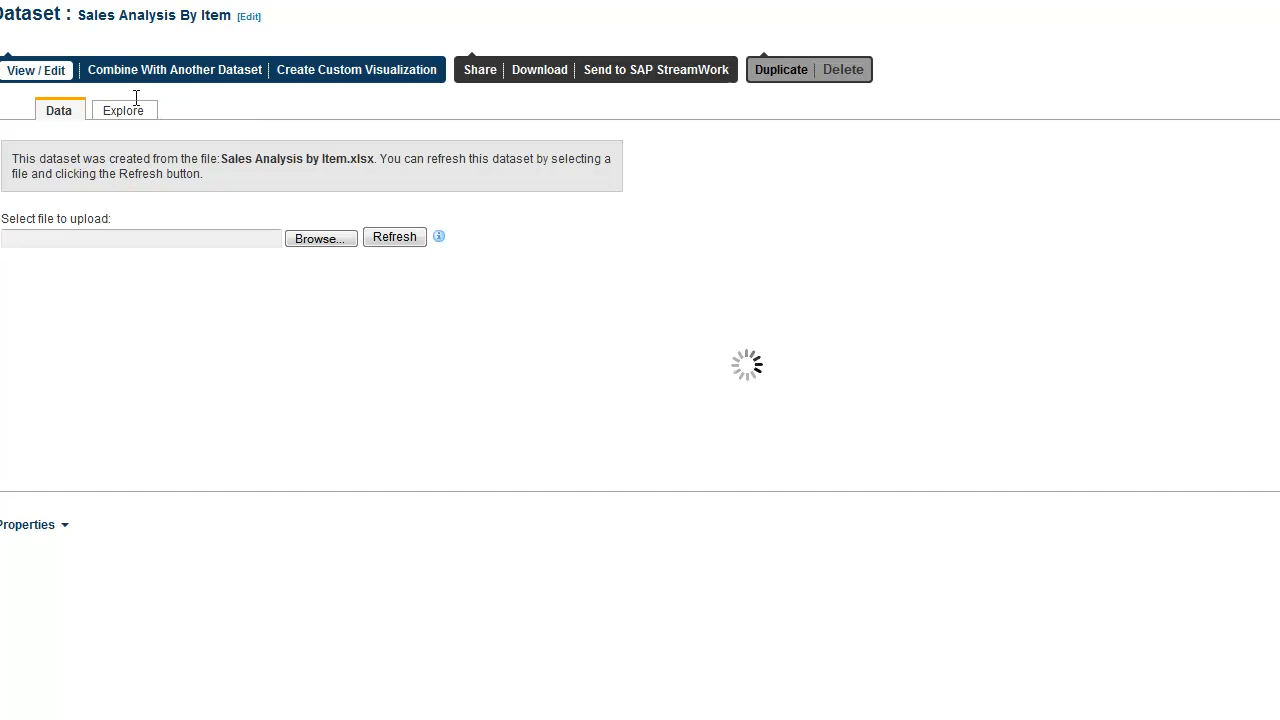 Dataset : Sales Analysis By Item [Edit]
View / Edit Combine With Another Dataset Create Custom Visualization Share Download Send to SAP StreamWork Duplicate Delete
Data Explore
This dataset was created from the file:Sales Analysis by Item.xlsx. You can refresh this dataset by selecting a
file and clicking the Refresh button.
Select file to upload:
Browse... Refresh
Properties